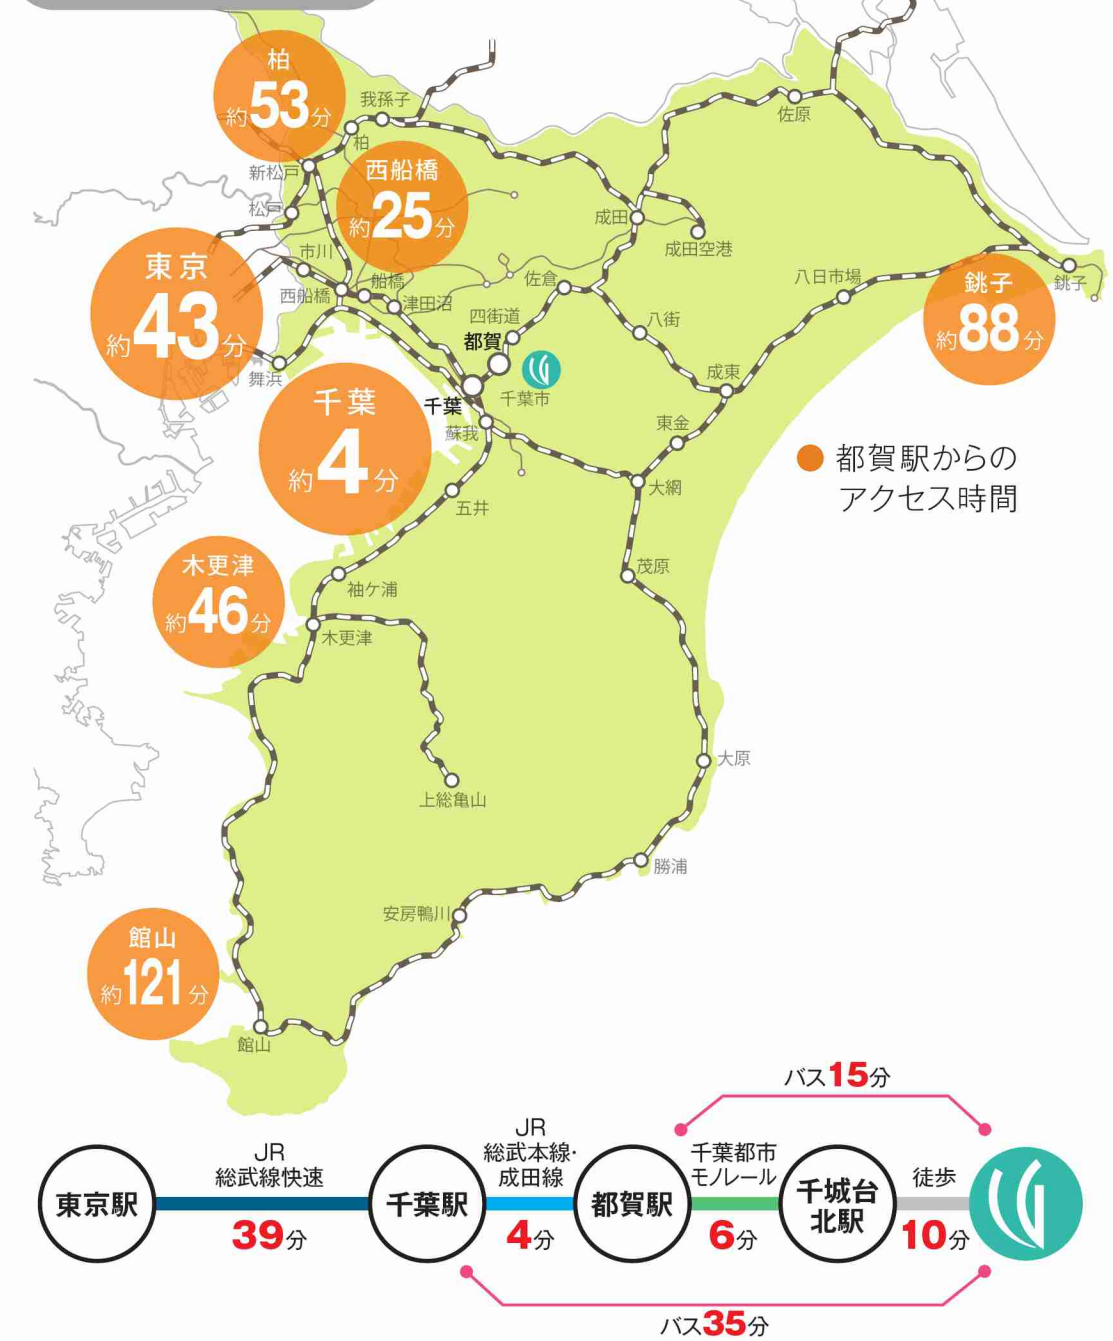 柏
約53分
我孫子
柏
佐原
新松戸
西船橋
約25分
松戸
成田
成田空港
東京
約43分
市川
西船橋
船橋
津田沼
佐倉
八日市場
銚子
銚子
約88分
四街道
八街
都賀
舞浜
千葉市
成東
千葉
約4分
千葉
蘇我
東金
都賀駅からの
アクセス時間
大網
五井
木更津
約46分
袖ケ浦
茂原
木更津
大原
上総亀山
勝浦
安房鴨川
館山
約121分
館山
バス15分
東京駅
JR
総武線快速
39分
千葉駅
JR
総武本線・
成田線
4分
都賀駅
千葉都市
モノレール
6分
千城台
北駅
徒歩
10分
バス35分